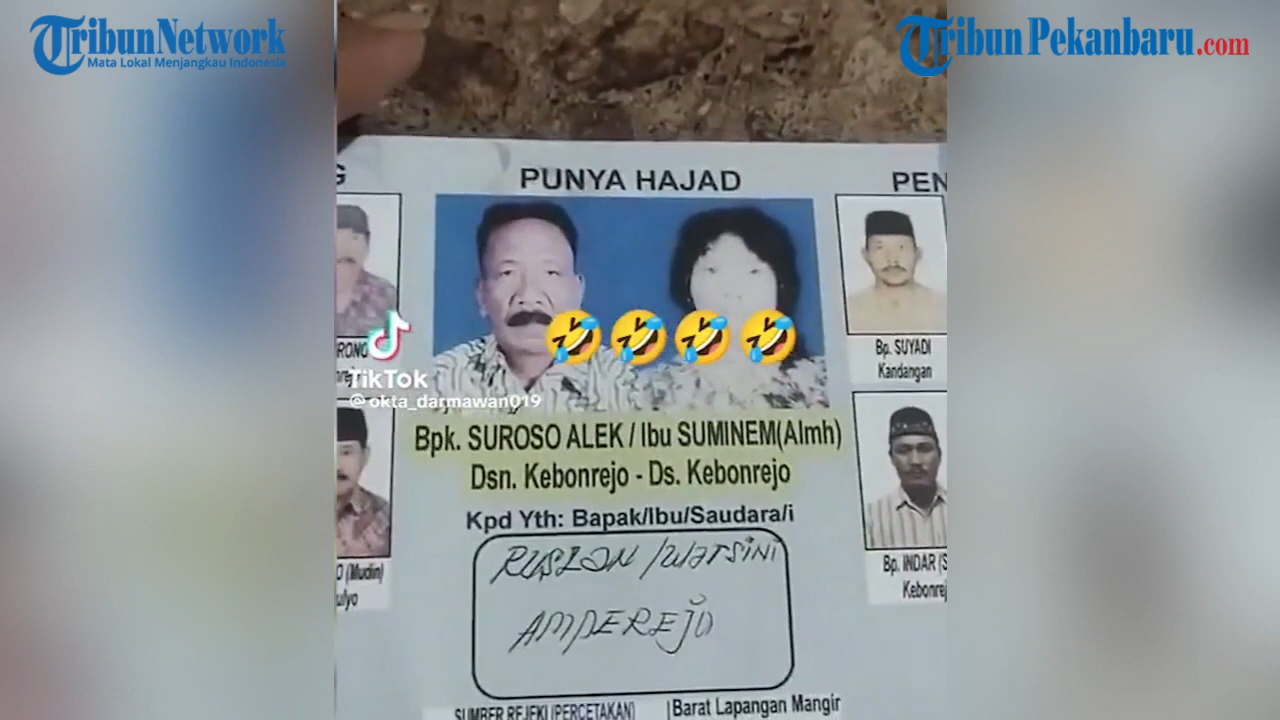 TribunNetwork
Mata Lokal Menjangkau Indonesia
TribunPekanbaru.com
G
PUNYA HAJAD
PEN
Bp. SUYADI
Kandangan
TikTok
@okta_darmawan019
Bpk. SUROSO ALEK / Ibu SUMINEM(Almh)
Dsn. Kebonrejo - Ds. Kebonrejo
Kpd Yth: Bapak/Ibu/Saudara/i
RUSLAN / WATSINI
AMPEREJO
(Mudin)
ulyo
Bp. INDAR (S
Kebonrej
SUMBER REJEKI (PERCETAKAN)
Barat Lapangan Mangir